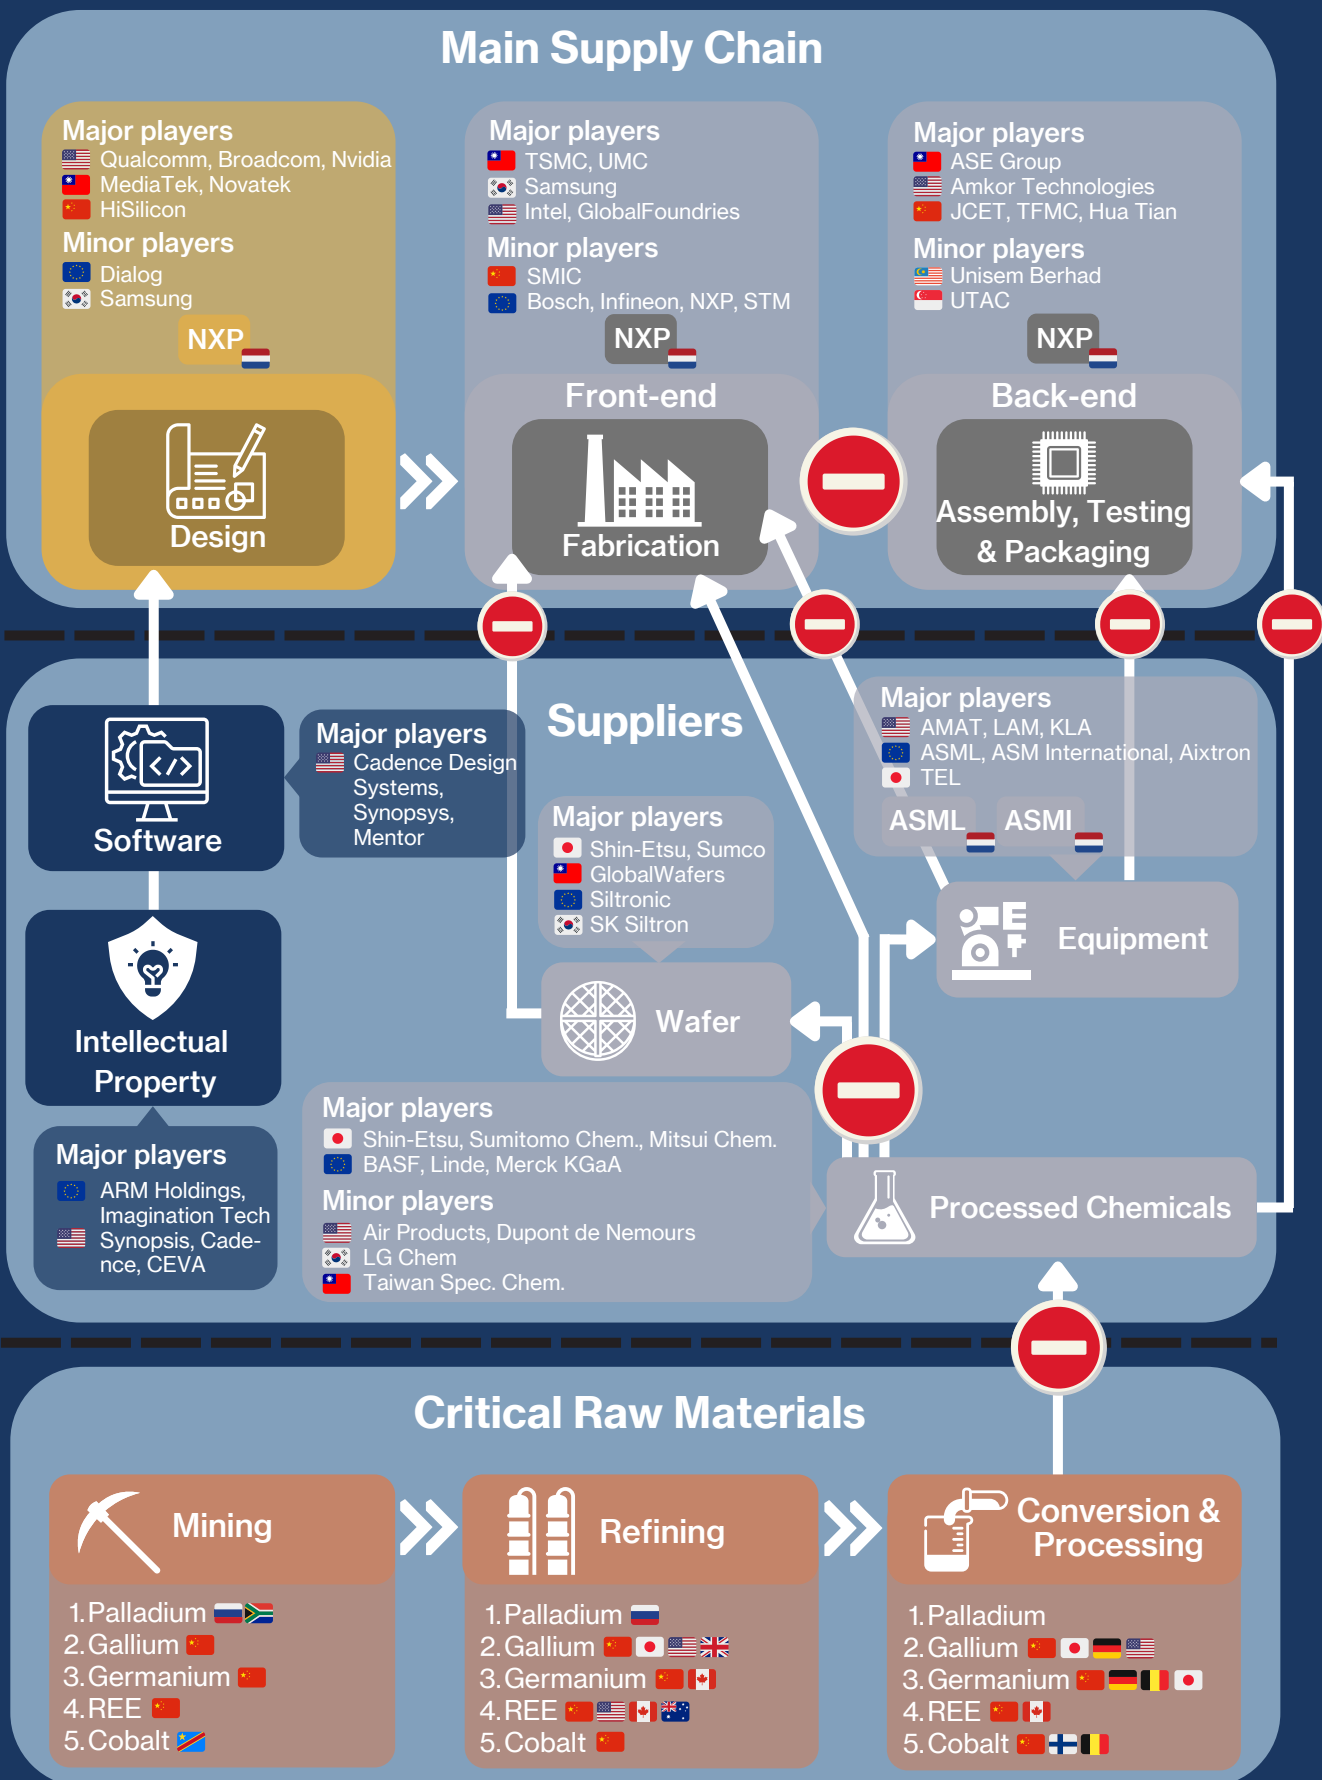 Main Supply Chain
Major players
Qualcomm, Broadcom, Nvidia
MediaTek, Novatek
HiSilicon
Minor players
Dialog
Samsung
NXP
Design
Major players
TSMC, UMC
Samsung
Intel, GlobalFoundries
Minor players
SMIC
Bosch, Infineon, NXP, STM
NXP
Front-end
Fabrication
Major players
ASE Group
Amkor Technologies
JCET, TFMC, Hua Tian
Minor players
Unisem Berhad
UTAC
NXP
Back-end
Assembly, Testing
& Packaging
Suppliers
Software
Major players
Cadence Design
Systems,
Synopsys,
Mentor
Intellectual
Property
Major players
ARM Holdings,
Imagination Tech
Synopsis, Cade-
nce, CEVA
Major players
Shin-Etsu, Sumco
GlobalWafers
Siltronic
SK Siltron
Wafer
Major players
AMAT, LAM, KLA
ASML, ASM International, Aixtron
TEL
ASML
ASMI
Equipment
Major players
Shin-Etsu, Sumitomo Chem., Mitsui Chem.
BASF, Linde, Merck KGaA
Minor players
Air Products, Dupont de Nemours
LG Chem
Taiwan Spec. Chem.
Processed Chemicals
Critical Raw Materials
Mining
1. Palladium
2. Gallium
3. Germanium
4. REE
5. Cobalt
Refining
1. Palladium
2. Gallium
3. Germanium
4. REE
5. Cobalt
Conversion &
Processing
1. Palladium
2. Gallium
3. Germanium
4. REE
5. Cobalt